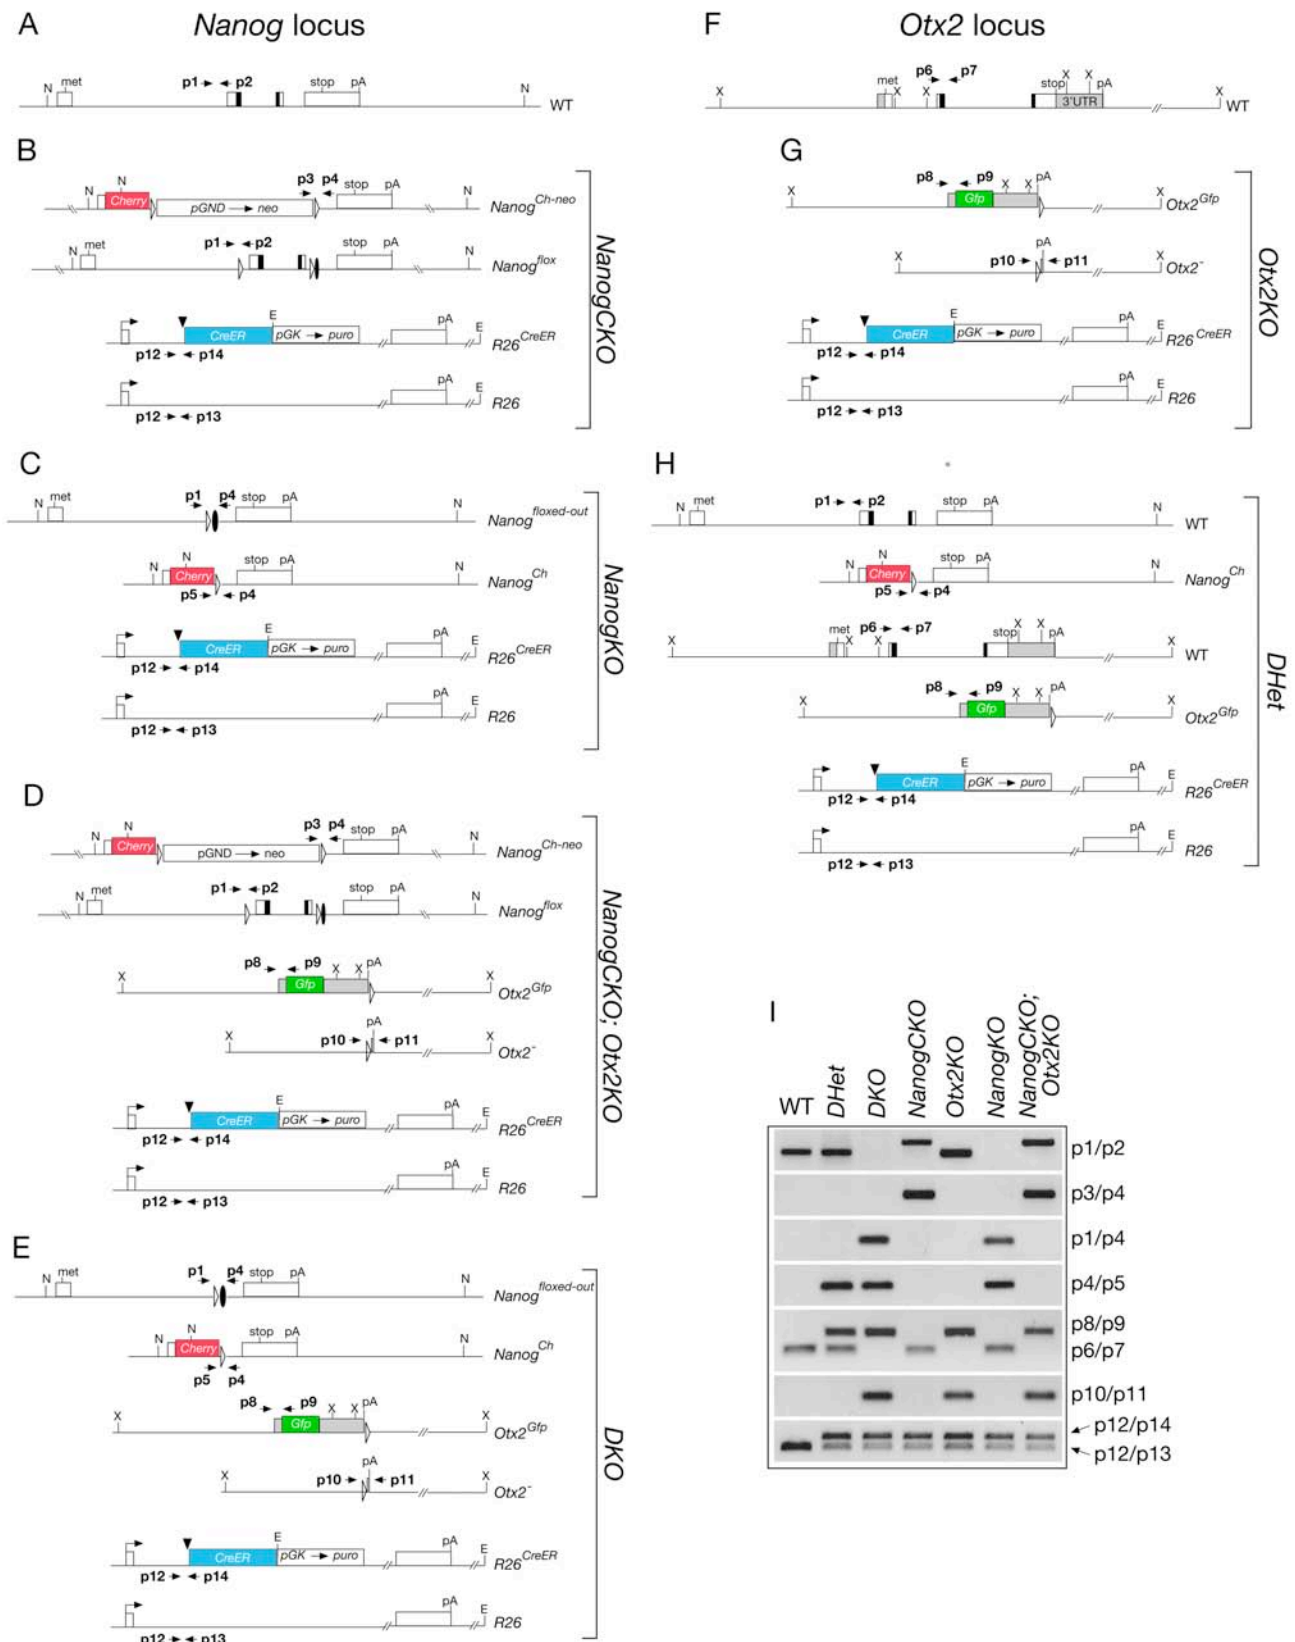 A
Nanog locus
N met p1 p2 stop pA N
WT
B
N N p3 p4 stop pA N
Cherry pGND neo
Nanog^Ch-neo
N met p1 p2 stop pA N
Nanog^flox
E pA E
CreER pGK puro
R26^CreER
p12 p14
pA E
R26
p12 p13
NanogCKO
C
N met p1 p4 stop pA N
Nanog^floxed-out
N N stop pA N
Cherry
Nanog^Ch
p5 p4
E pA E
CreER pGK puro
R26^CreER
p12 p14
pA E
R26
p12 p13
NanogKO
D
N N p3 p4 stop pA N
Cherry pGND neo
Nanog^Ch-neo
N met p1 p2 stop pA N
Nanog^flox
X p8 p9 X X pA X
Gfp
Otx2^Gfp
X p10 pA p11 X
Otx2^-
E pA E
CreER pGK puro
R26^CreER
p12 p14
pA E
R26
p12 p13
NanogCKO; Otx2KO
E
N met p1 p4 stop pA N
Nanog^floxed-out
N N stop pA N
Cherry
Nanog^Ch
p5 p4
X p8 p9 X X pA X
Gfp
Otx2^Gfp
X p10 pA p11 X
Otx2^-
E pA E
CreER pGK puro
R26^CreER
p12 p14
pA E
R26
p12 p13
DKO
F
Otx2 locus
X met X X p6 p7 stop X X pA X
3'UTR
WT
G
X p8 p9 X X pA X
Gfp
Otx2^Gfp
X p10 pA p11 X
Otx2^-
E pA E
CreER pGK puro
R26^CreER
p12 p14
pA E
R26
p12 p13
Otx2KO
H
N met p1 p2 stop pA N
WT
N N stop pA N
Cherry
Nanog^Ch
p5 p4
X met X X p6 p7 stop X X pA X
WT
X p8 p9 X X pA X
Gfp
Otx2^Gfp
E pA E
CreER pGK puro
R26^CreER
p12 p14
pA E
R26
p12 p13
DHet
I
WT DHet DKO NanogCKO Otx2KO NanogKO NanogCKO; Otx2KO
p1/p2
p3/p4
p1/p4
p4/p5
p8/p9
p6/p7
p10/p11
p12/p14
p12/p13